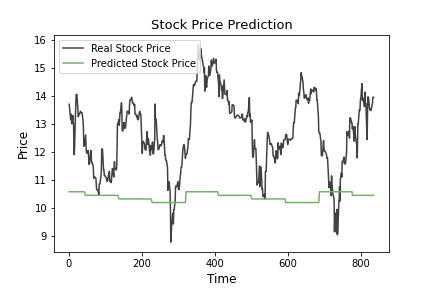 Stock Price Prediction
Real Stock Price
Predicted Stock Price
16
15
14
13
12
11
10
9
Price
0 200 400 600 800
Time